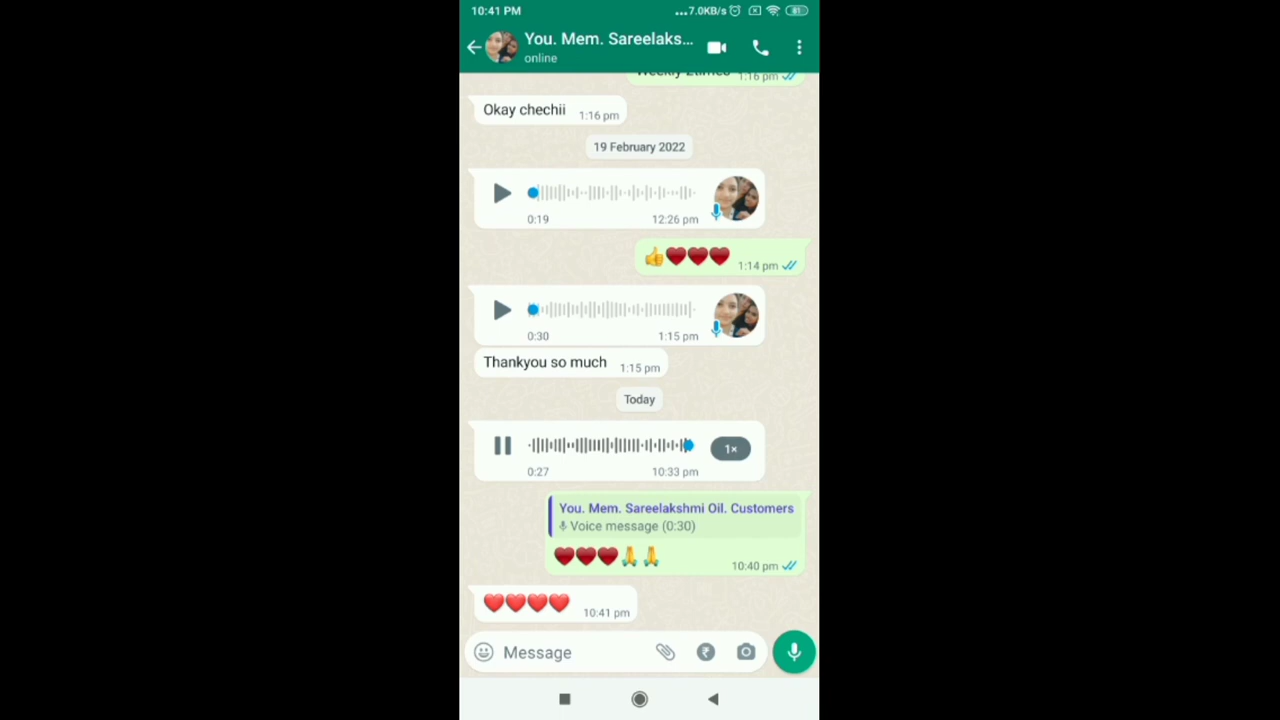 10:41 PM
...7.0KB/s
81
You. Mem. Sareelaks...
online
Weekly 2times 1:16 pm
Okay chechii 1:16 pm
19 February 2022
0:19 12:26 pm
👍♥️♥️♥️ 1:14 pm
0:30 1:15 pm
Thankyou so much 1:15 pm
Today
1×
0:27 10:33 pm
You. Mem. Sareelakshmi Oil. Customers
Voice message (0:30)
♥️♥️♥️🙏🙏 10:40 pm
❤️❤️❤️❤️ 10:41 pm
Message